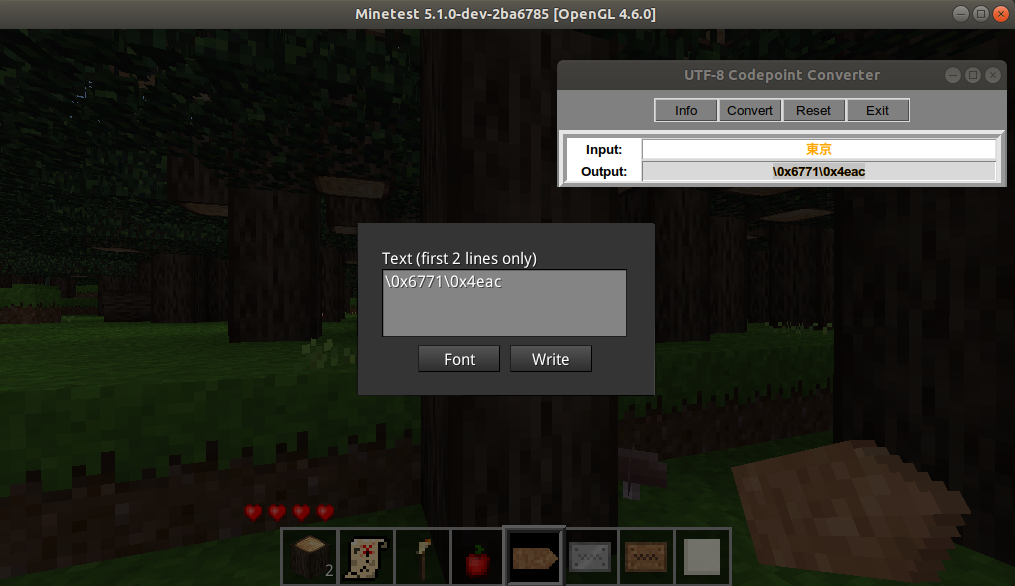 Minetest 5.1.0-dev-2ba6785 [OpenGL 4.6.0]
UTF-8 Codepoint Converter
Info Convert Reset Exit
Input: 東京
Output: \0x6771\0x4eac
Text (first 2 lines only)
\0x6771\0x4eac
Font Write
2